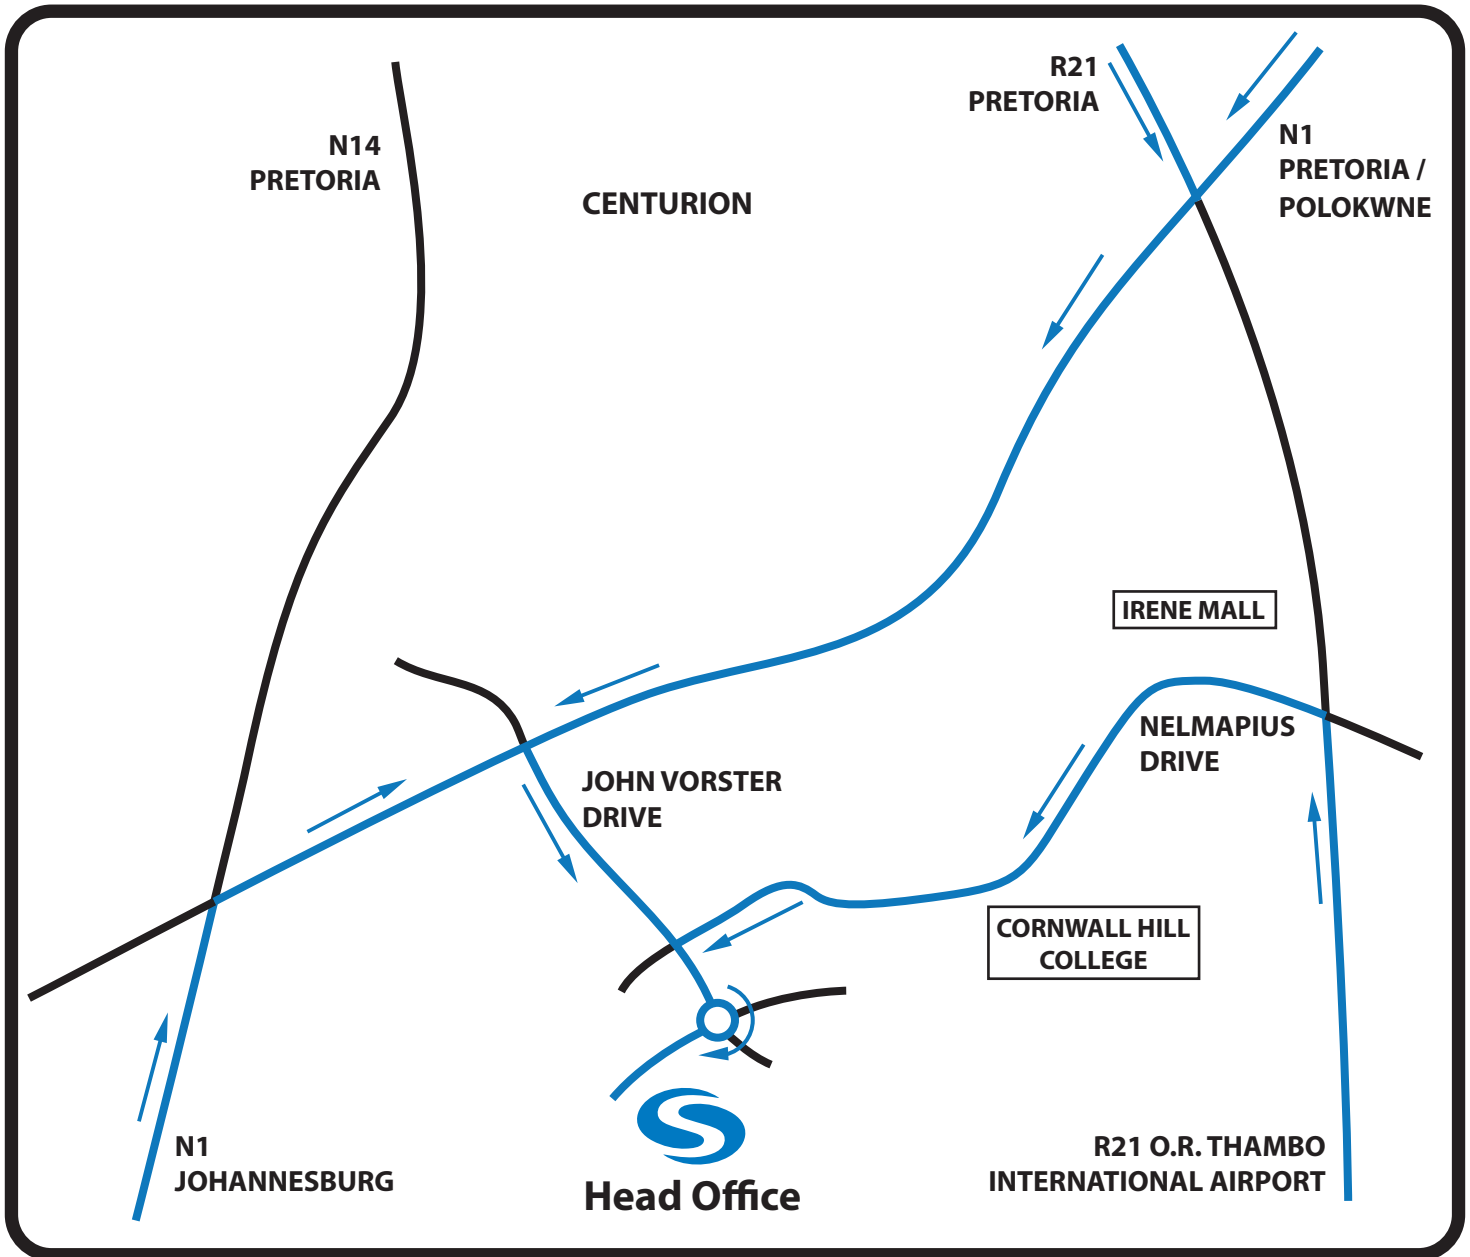 R21
PRETORIA
N1
PRETORIA /
POLOKWNE
N14
PRETORIA
CENTURION
IRENE MALL
NELMAPIUS
DRIVE
JOHN VORSTER
DRIVE
CORNWALL HILL
COLLEGE
N1
JOHANNESBURG
Head Office
R21 O.R. THAMBO
INTERNATIONAL AIRPORT